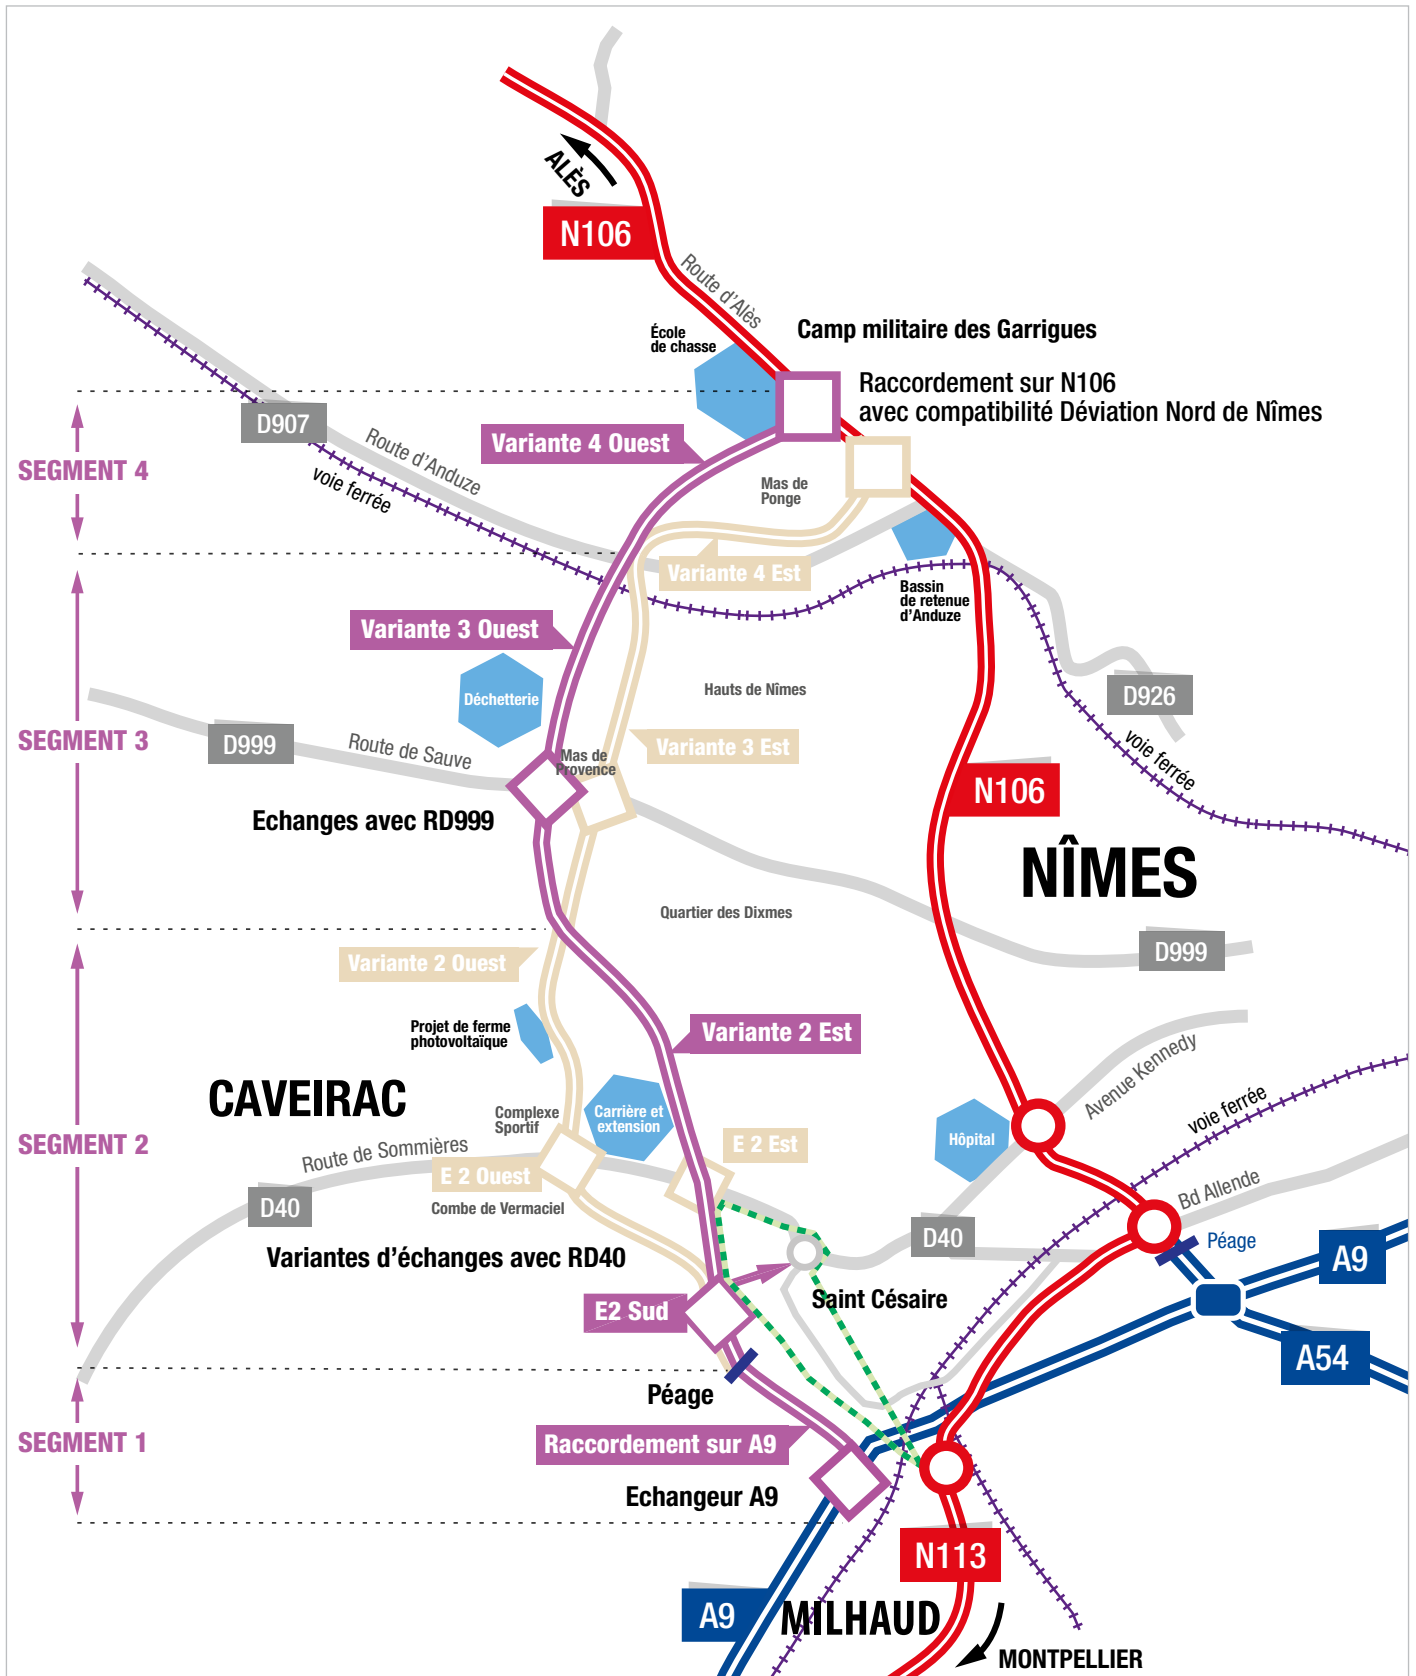 ALÈS
N106
Route d'Alès
École
de chasse
Camp militaire des Garrigues
Raccordement sur N106
avec compatibilité Déviation Nord de Nîmes
D907
Route d'Anduze
Variante 4 Ouest
SEGMENT 4
voie ferrée
Mas de
Ponge
Variante 4 Est
Bassin
de retenue
d'Anduze
Variante 3 Ouest
Déchetterie
Hauts de Nîmes
D926
SEGMENT 3
D999
Route de Sauve
Mas de
Provence
Variante 3 Est
voie ferrée
N106
Echanges avec RD999
NÎMES
Quartier des Dixmes
D999
Variante 2 Ouest
Projet de ferme
photovoltaïque
Variante 2 Est
CAVEIRAC
Complexe
Sportif
Carrière et
extension
Avenue Kennedy
voie ferrée
Hôpital
SEGMENT 2
Route de Sommières
E 2 Ouest
E 2 Est
Combe de Vermaciel
D40
Bd Allende
D40
Péage
Variantes d'échanges avec RD40
A9
Saint Césaire
E2 Sud
A54
Péage
SEGMENT 1
Raccordement sur A9
Echangeur A9
N113
A9
MILHAUD
MONTPELLIER